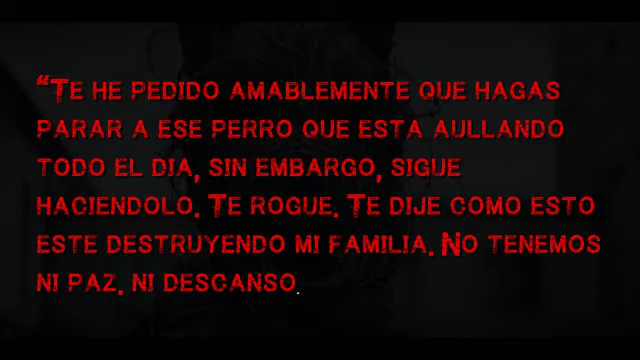 “Te he pedido amablemente que hagas
parar a ese perro que esta aullando
todo el dia, sin embargo, sigue
haciendolo. Te rogue. Te dije como esto
este destruyendo mi familia. No tenemos
ni paz, ni descanso.